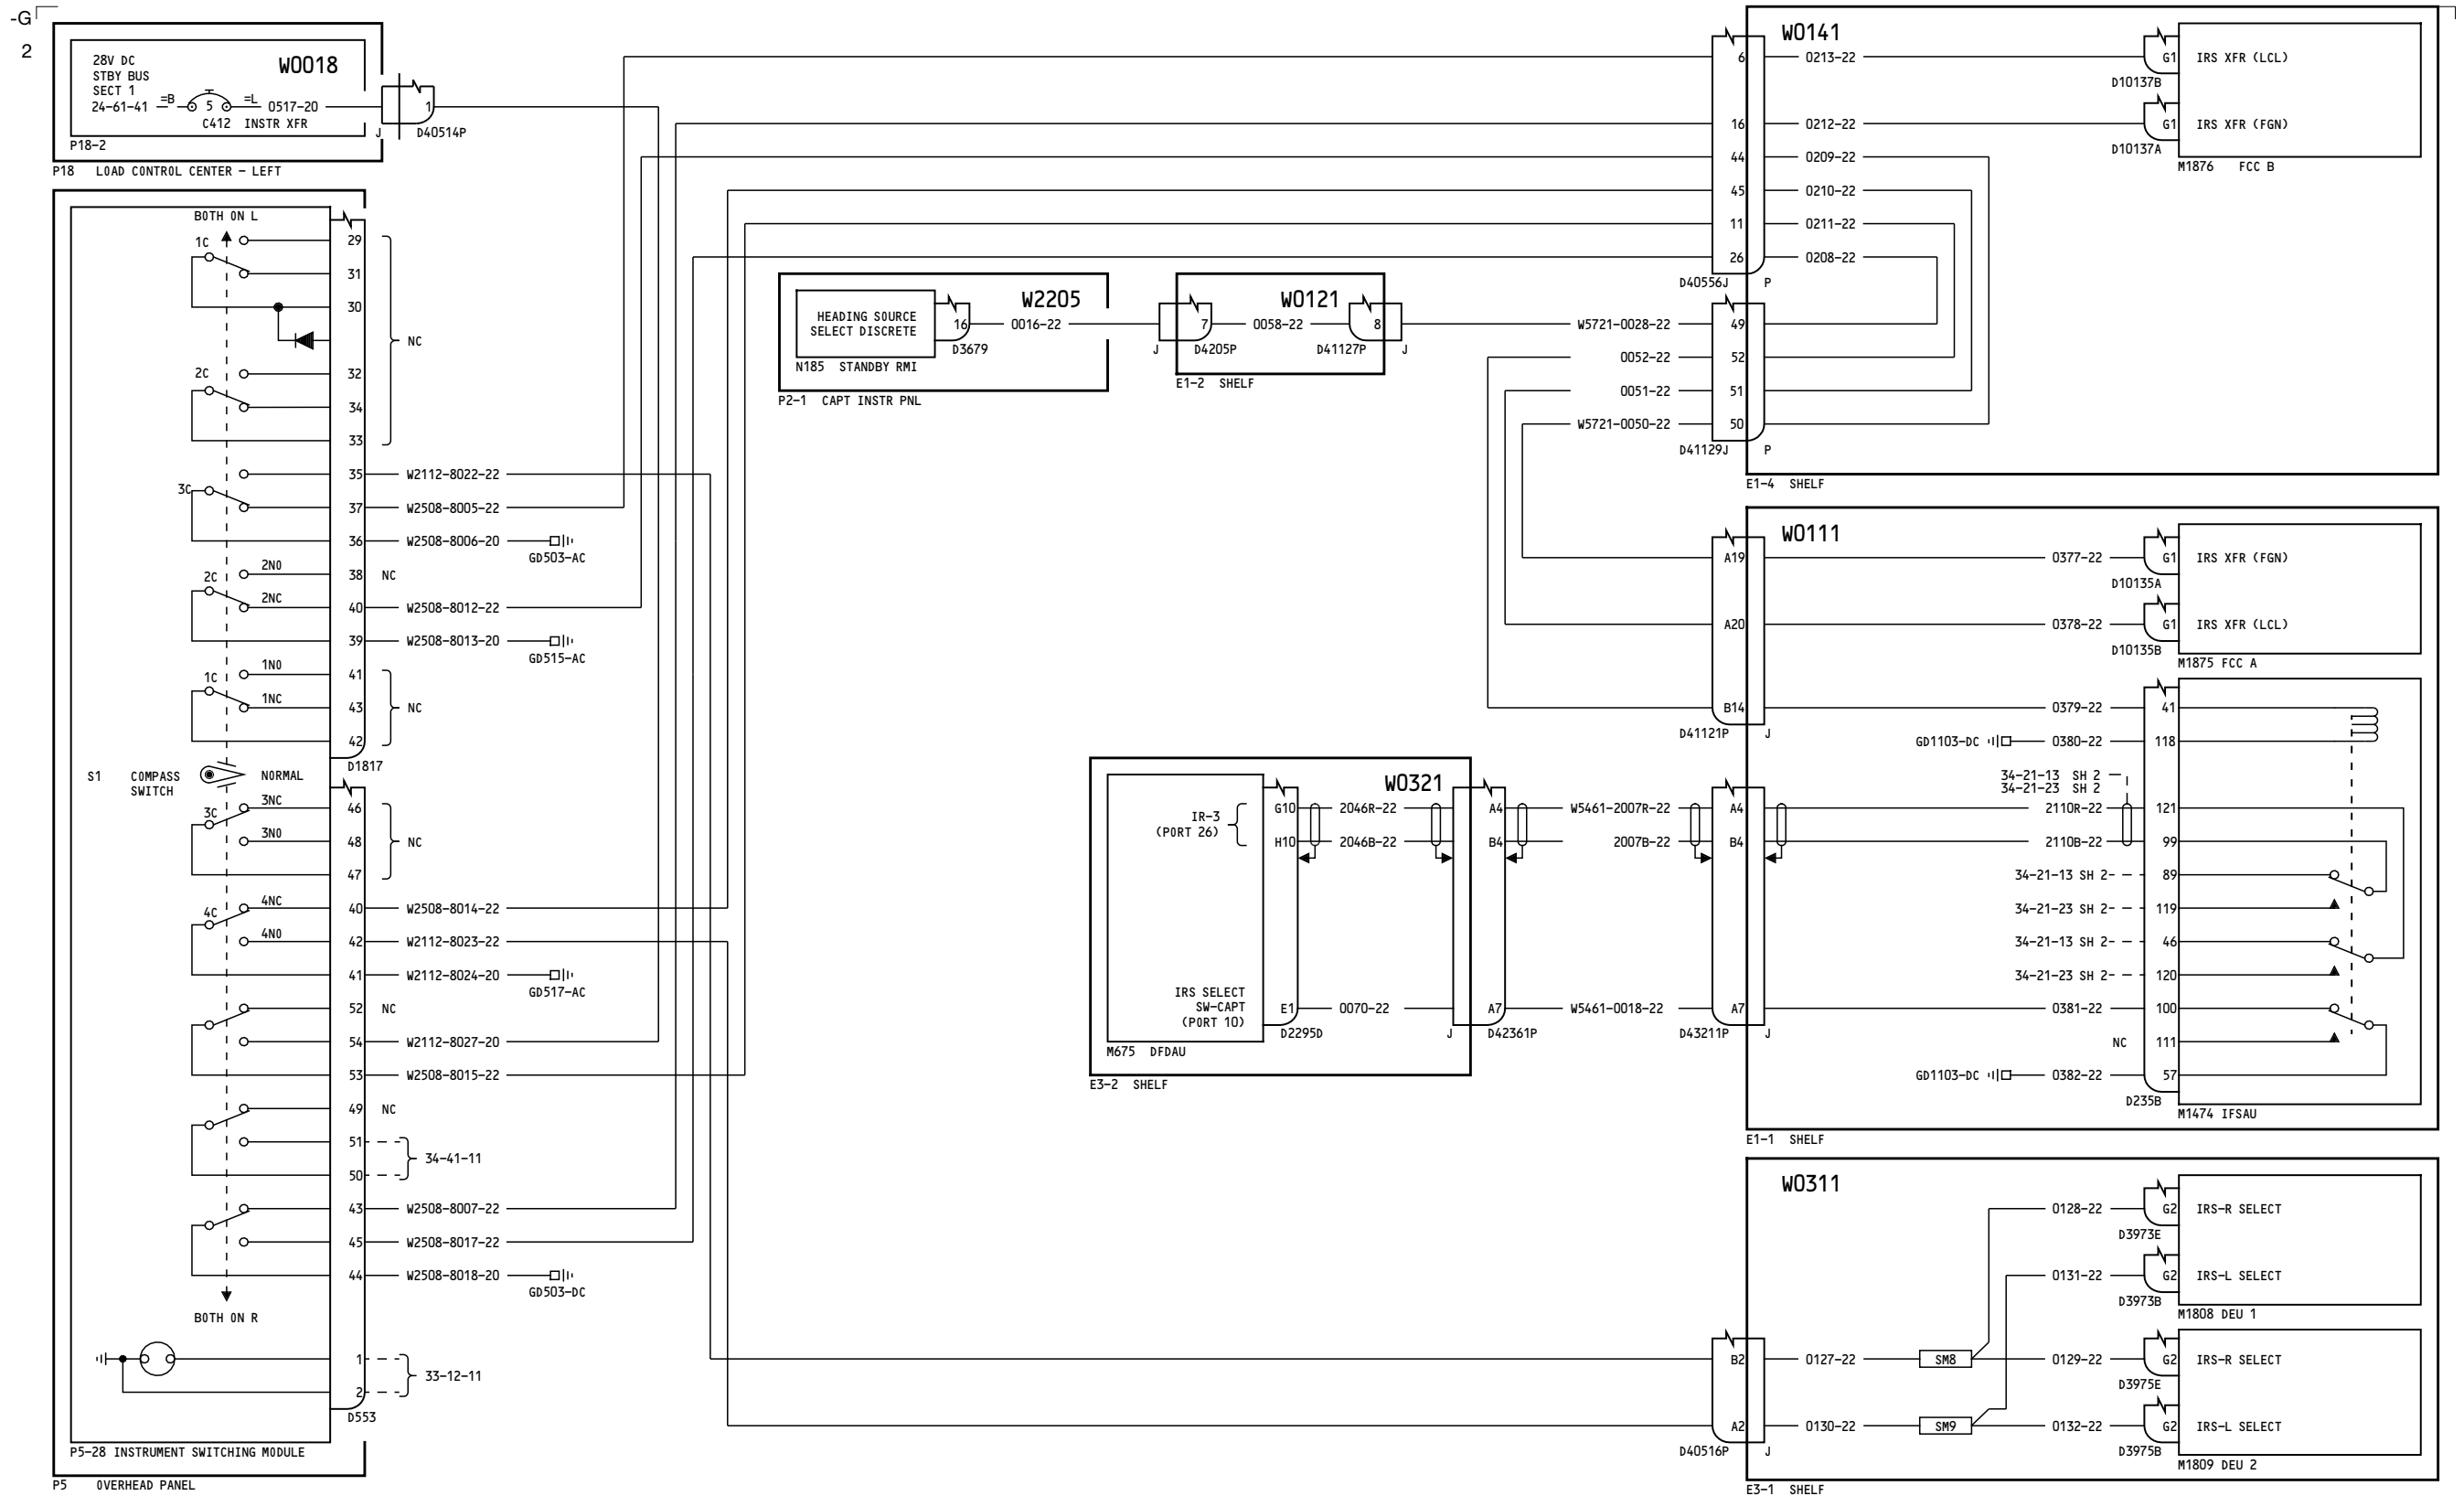 -G
2
28V DC
STBY BUS
SECT 1
24-61-41 =B 5 =L 0517-20
C412 INSTR XFR
W0018
P18-2
P18 LOAD CONTROL CENTER - LEFT
1
J D40514P
BOTH ON L
1C
29
31
30
NC
2C
32
34
33
3C
35 W2112-8022-22
37 W2508-8005-22
36 W2508-8006-20
GD503-AC
2C 2NO 38 NC
2NC 40 W2508-8012-22
39 W2508-8013-20
GD515-AC
1C 1NO 41
1NC 43 NC
42
D1817
S1 COMPASS
SWITCH
NORMAL
3C 3NC 46
3NO 48 NC
47
4C 4NC 40 W2508-8014-22
4NO 42 W2112-8023-22
41 W2112-8024-20
GD517-AC
52 NC
54 W2112-8027-20
53 W2508-8015-22
49 NC
51
34-41-11
50
43 W2508-8007-22
45 W2508-8017-22
44 W2508-8018-20
GD503-DC
BOTH ON R
1
33-12-11
2
D553
P5-28 INSTRUMENT SWITCHING MODULE
P5 OVERHEAD PANEL
HEADING SOURCE
SELECT DISCRETE
W2205
16 0016-22
D3679
N185 STANDBY RMI
P2-1 CAPT INSTR PNL
W0121
7 0058-22 8
J D4205P D41127P J
E1-2 SHELF
W0141
6 0213-22 G1 IRS XFR (LCL)
D10137B
16 0212-22 G1 IRS XFR (FGN)
D10137A
M1876 FCC B
44 0209-22
45 0210-22
11 0211-22
26 0208-22
D40556J P
W5721-0028-22 49
0052-22 52
0051-22 51
W5721-0050-22 50
D41129J P
E1-4 SHELF
W0111
A19 0377-22 G1 IRS XFR (FGN)
D10135A
A20 0378-22 G1 IRS XFR (LCL)
D10135B
M1875 FCC A
B14 0379-22 41
D41121P J
GD1103-DC 0380-22 118
34-21-13 SH 2
34-21-23 SH 2
W0321
IR-3
(PORT 26)
G10 2046R-22 A4 W5461-2007R-22 A4 2110R-22 121
H10 2046B-22 B4 2007B-22 B4 2110B-22 99
34-21-13 SH 2 89
34-21-23 SH 2 119
34-21-13 SH 2 46
34-21-23 SH 2 120
IRS SELECT
SW-CAPT
(PORT 10)
E1 0070-22 A7 W5461-0018-22 A7 0381-22 100
D2295D J D42361P D43211P J
M675 DFDAU
E3-2 SHELF
NC 111
GD1103-DC 0382-22 57
D235B
M1474 IFSAU
E1-1 SHELF
W0311
0128-22 G2 IRS-R SELECT
D3973E
0131-22 G2 IRS-L SELECT
D3973B
M1808 DEU 1
B2 0127-22 SM8 0129-22 G2 IRS-R SELECT
D3975E
A2 0130-22 SM9 0132-22 G2 IRS-L SELECT
D40516P J D3975B
M1809 DEU 2
E3-1 SHELF